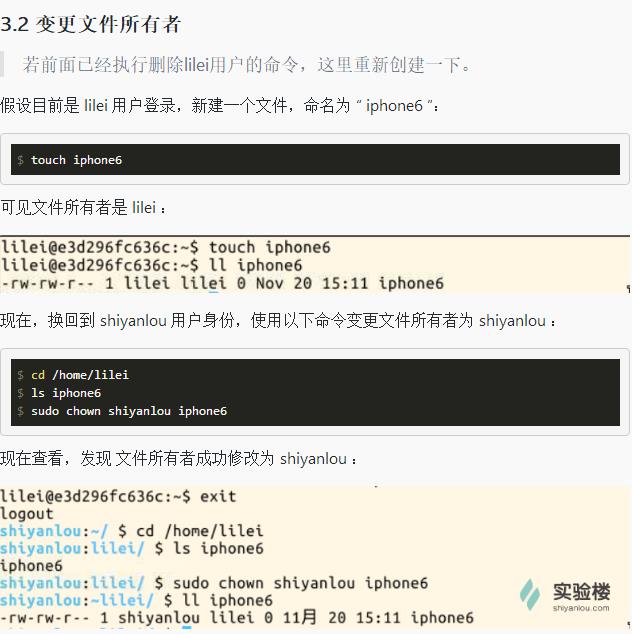 3.2 变更文件所有者
若前面已经执行删除lilei用户的命令，这里重新创建一下。
假设目前是 lilei 用户登录，新建一个文件，命名为 “ iphone6 ”：
$ touch iphone6
可见文件所有者是 lilei ：
lilei@e3d296fc636c:~$ touch iphone6
lilei@e3d296fc636c:~$ ll iphone6
-rw-rw-r-- 1 lilei lilei 0 Nov 20 15:11 iphone6
现在，换回到 shiyanlou 用户身份，使用以下命令变更文件所有者为 shiyanlou ：
$ cd /home/lilei
$ ls iphone6
$ sudo chown shiyanlou iphone6
现在查看，发现 文件所有者成功修改为 shiyanlou ：
lilei@e3d296fc636c:~$ exit
logout
shiyanlou:~/ $ cd /home/lilei
shiyanlou:lilei/ $ ls iphone6
iphone6
shiyanlou:lilei/ $ sudo chown shiyanlou iphone6
shiyanlou:~lilei/ $ ll iphone6
-rw-rw-r-- 1 shiyanlou lilei 0 11月 20 15:11 iphone6
实验楼
shiyanlou.com